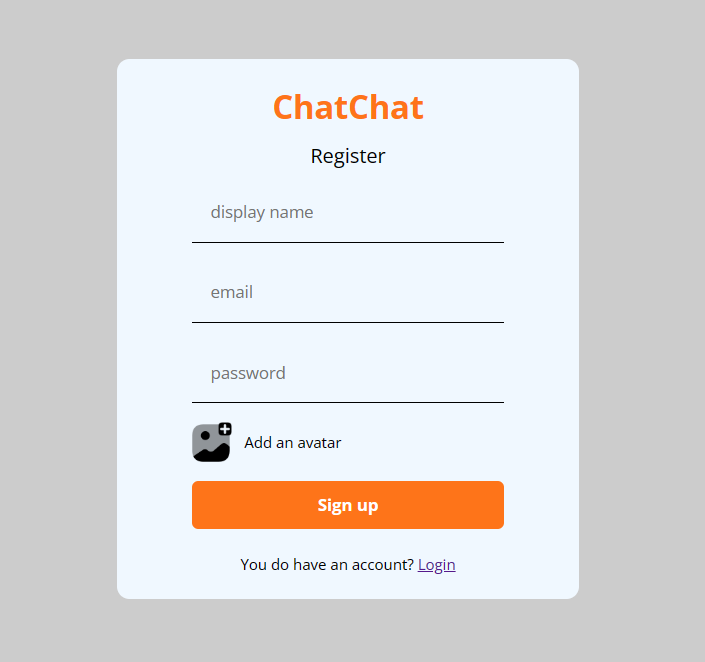 ChatChat
Register
display name
email
password
Add an avatar
Sign up
You do have an account? Login